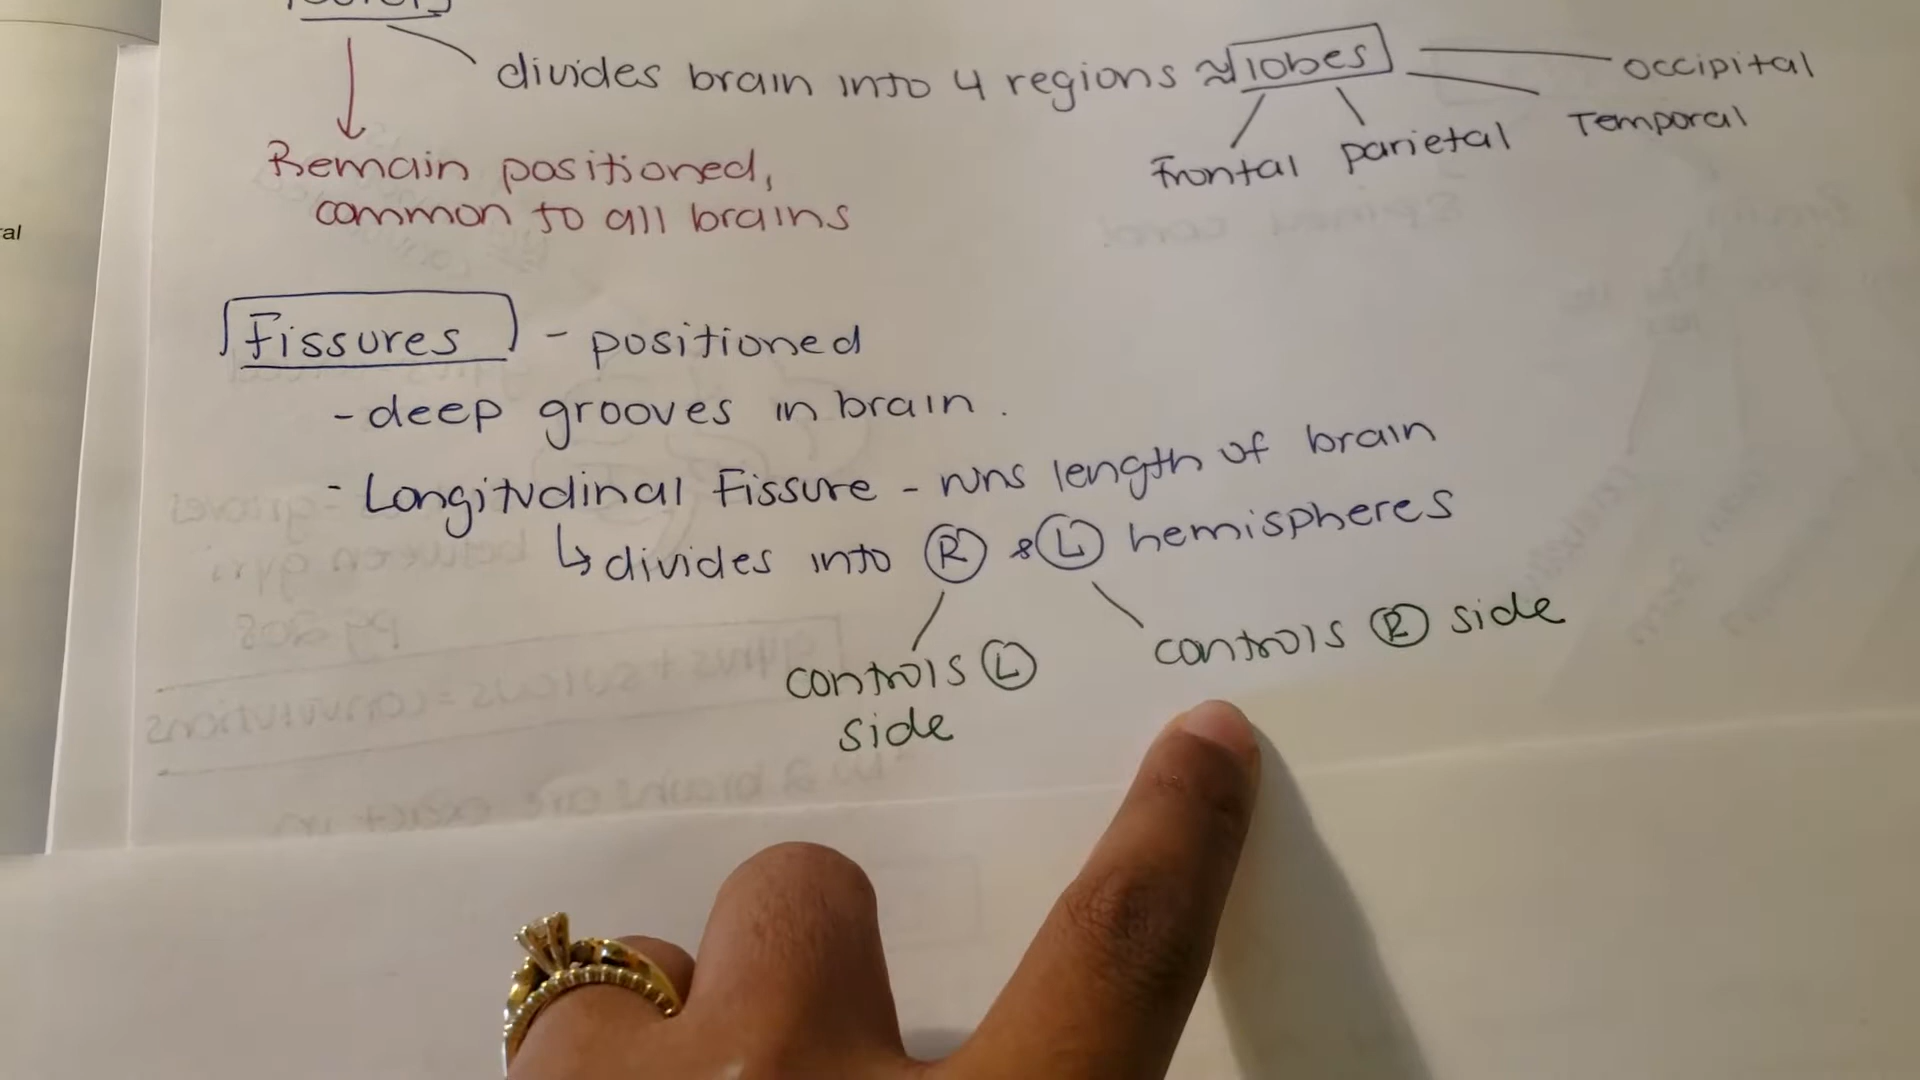 divides brain into 4 regions ≈ lobes
occipital
Temporal
Frontal parietal
Remain positioned,
common to all brains
al
Fissures - positioned
- deep grooves in brain.
- Longitudinal Fissure - runs length of brain
↳ divides into R & L hemispheres
controls L
side
controls R side